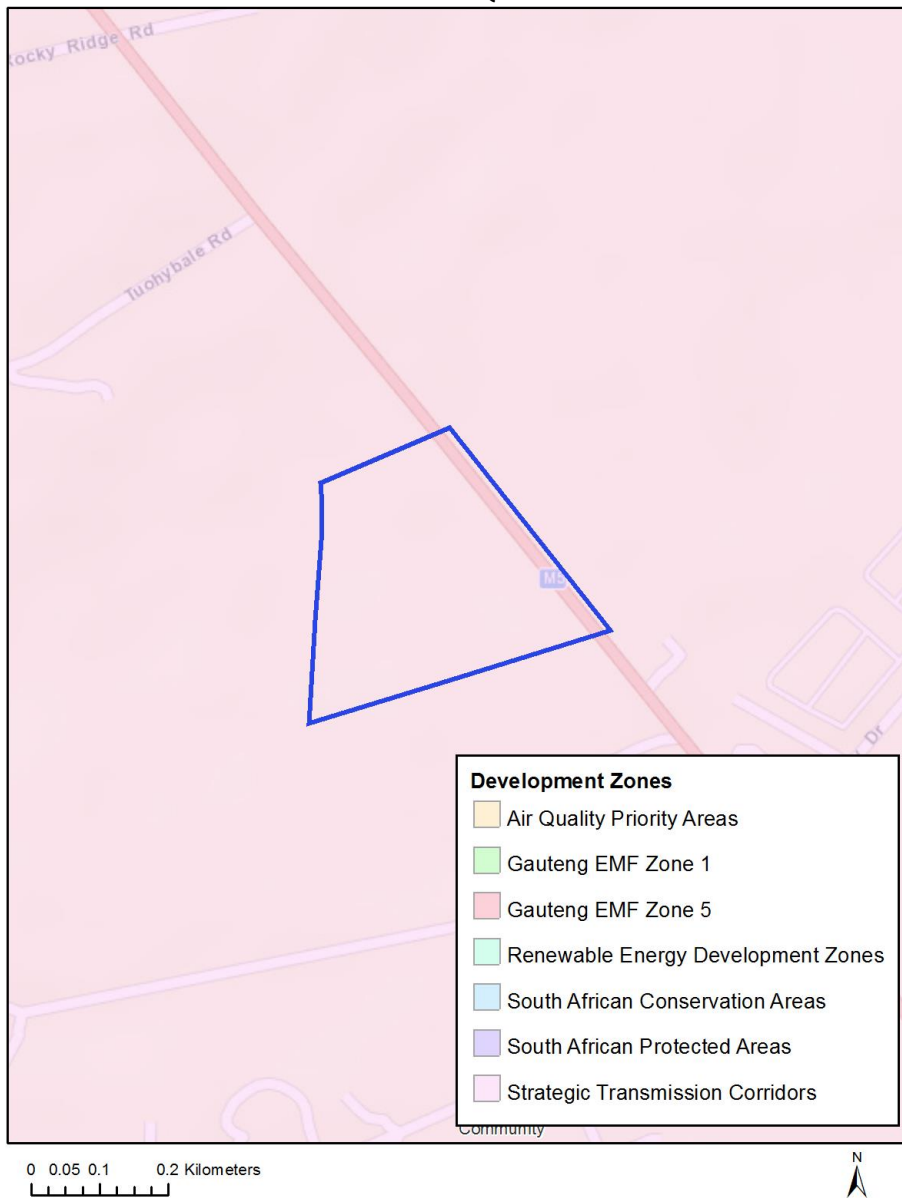 Rocky Ridge Rd
Tuohybale Rd
M5
Dr
Development Zones
Air Quality Priority Areas
Gauteng EMF Zone 1
Gauteng EMF Zone 5
Renewable Energy Development Zones
South African Conservation Areas
South African Protected Areas
Strategic Transmission Corridors
Community
0 0.05 0.1 0.2 Kilometers
N